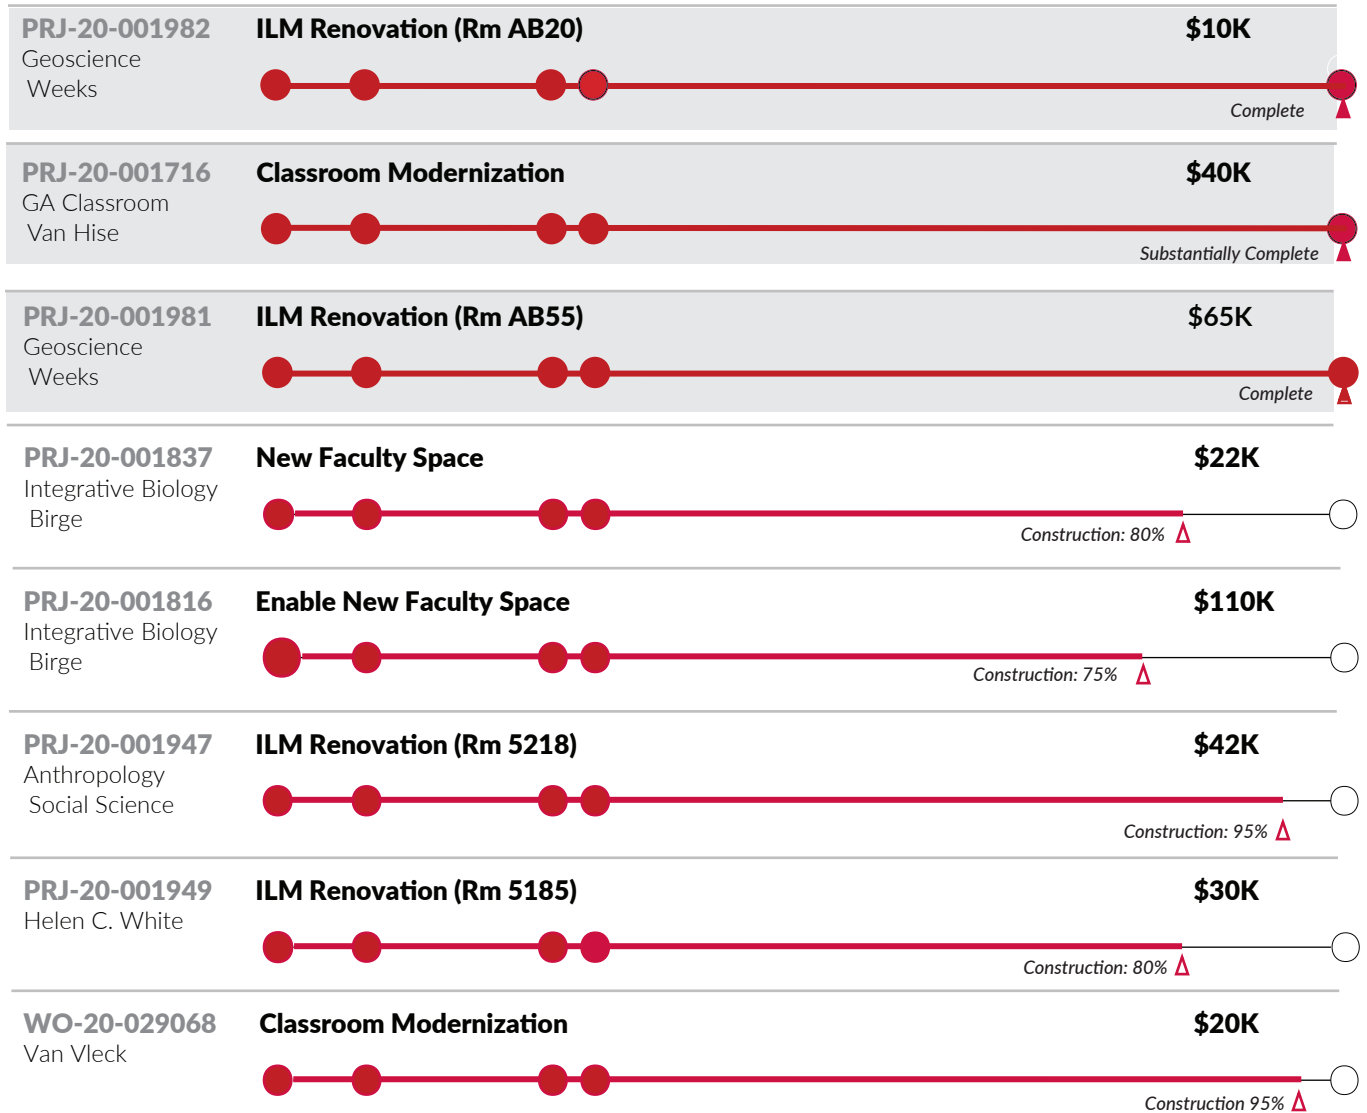 PRJ-20-001982 ILM Renovation (Rm AB20) $10K
Geoscience
Weeks
Complete
PRJ-20-001716 Classroom Modernization $40K
GA Classroom
Van Hise
Substantially Complete
PRJ-20-001981 ILM Renovation (Rm AB55) $65K
Geoscience
Weeks
Complete
PRJ-20-001837 New Faculty Space $22K
Integrative Biology
Birge
Construction: 80%
PRJ-20-001816 Enable New Faculty Space $110K
Integrative Biology
Birge
Construction: 75%
PRJ-20-001947 ILM Renovation (Rm 5218) $42K
Anthropology
Social Science
Construction: 95%
PRJ-20-001949 ILM Renovation (Rm 5185) $30K
Helen C. White
Construction: 80%
WO-20-029068 Classroom Modernization $20K
Van Vleck
Construction 95%